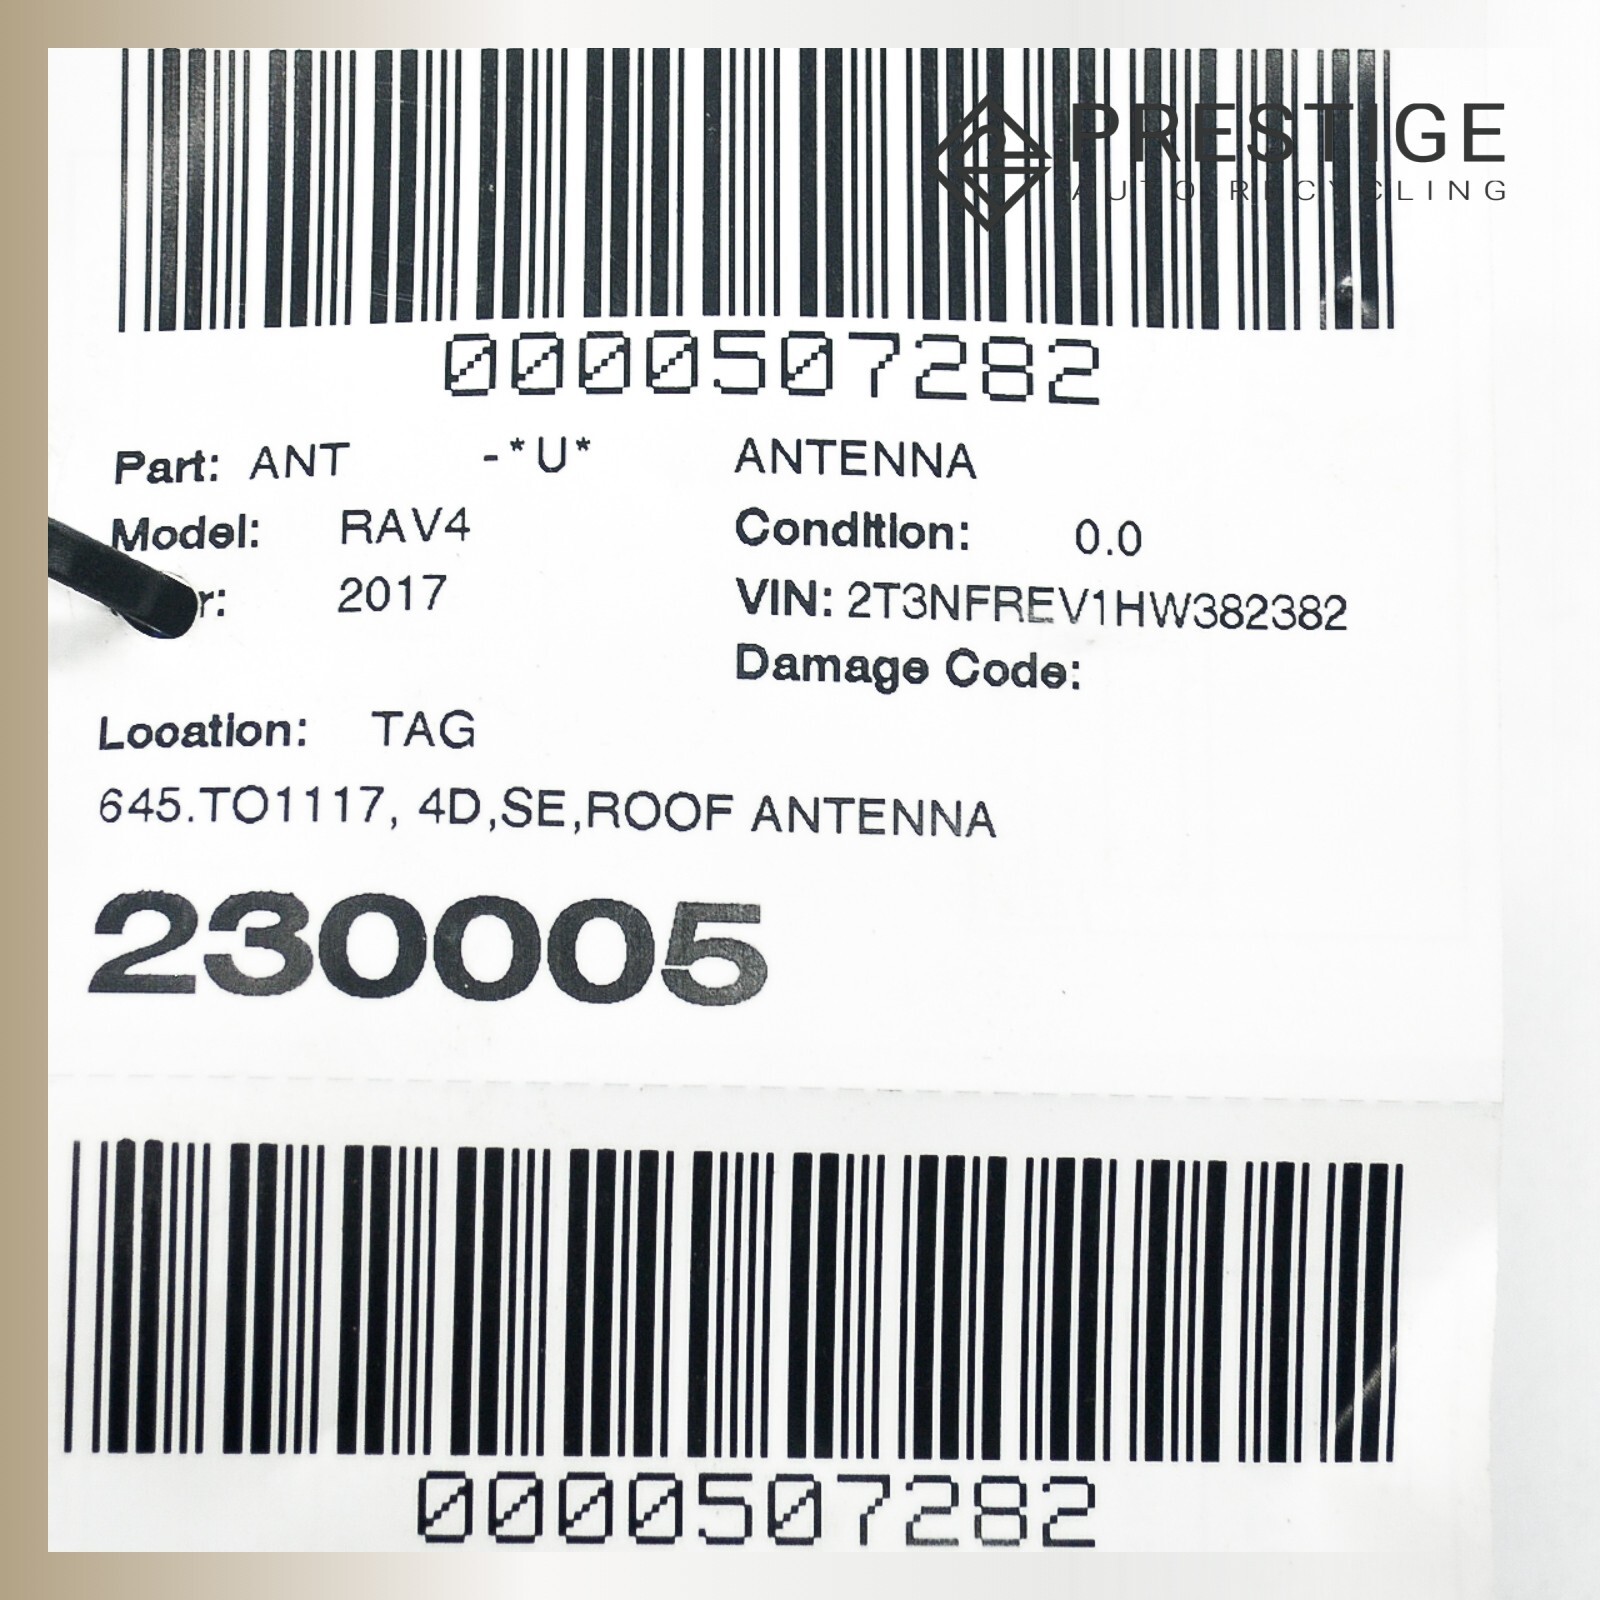 PRESTIGE
AUTO RECYCLING
0000507282
Part: ANT -*U* ANTENNA
Model: RAV4 Condition: 0.0
2017 VIN: 2T3NFREV1HW382382
Damage Code:
Location: TAG
645.TO1117, 4D,SE,ROOF ANTENNA
230005
0000507282